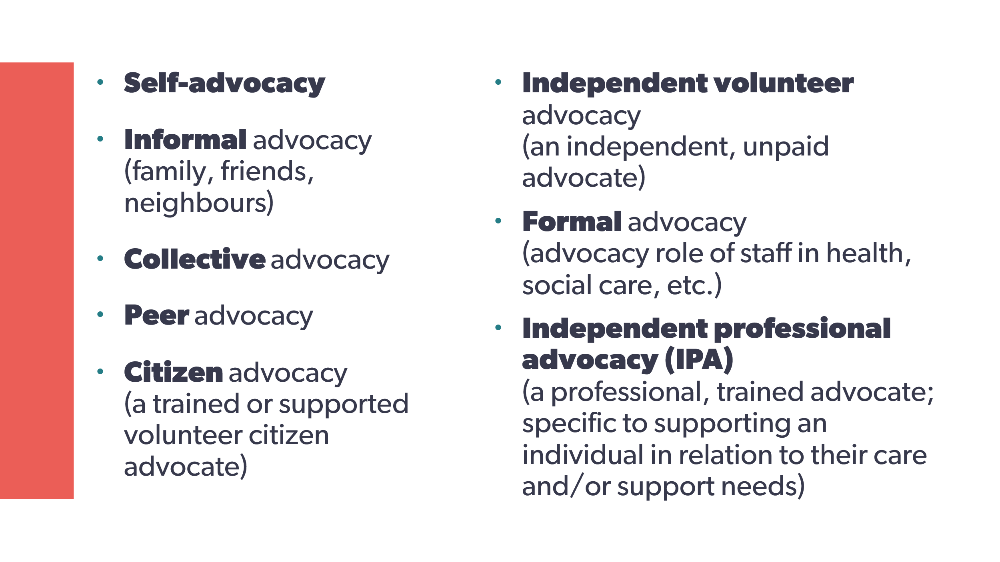 • Self-advocacy
• Informal advocacy
(family, friends,
neighbours)
• Collective advocacy
• Peer advocacy
• Citizen advocacy
(a trained or supported
volunteer citizen
advocate)
• Independent volunteer
advocacy
(an independent, unpaid
advocate)
• Formal advocacy
(advocacy role of staff in health,
social care, etc.)
• Independent professional
advocacy (IPA)
(a professional, trained advocate;
specific to supporting an
individual in relation to their care
and/or support needs)